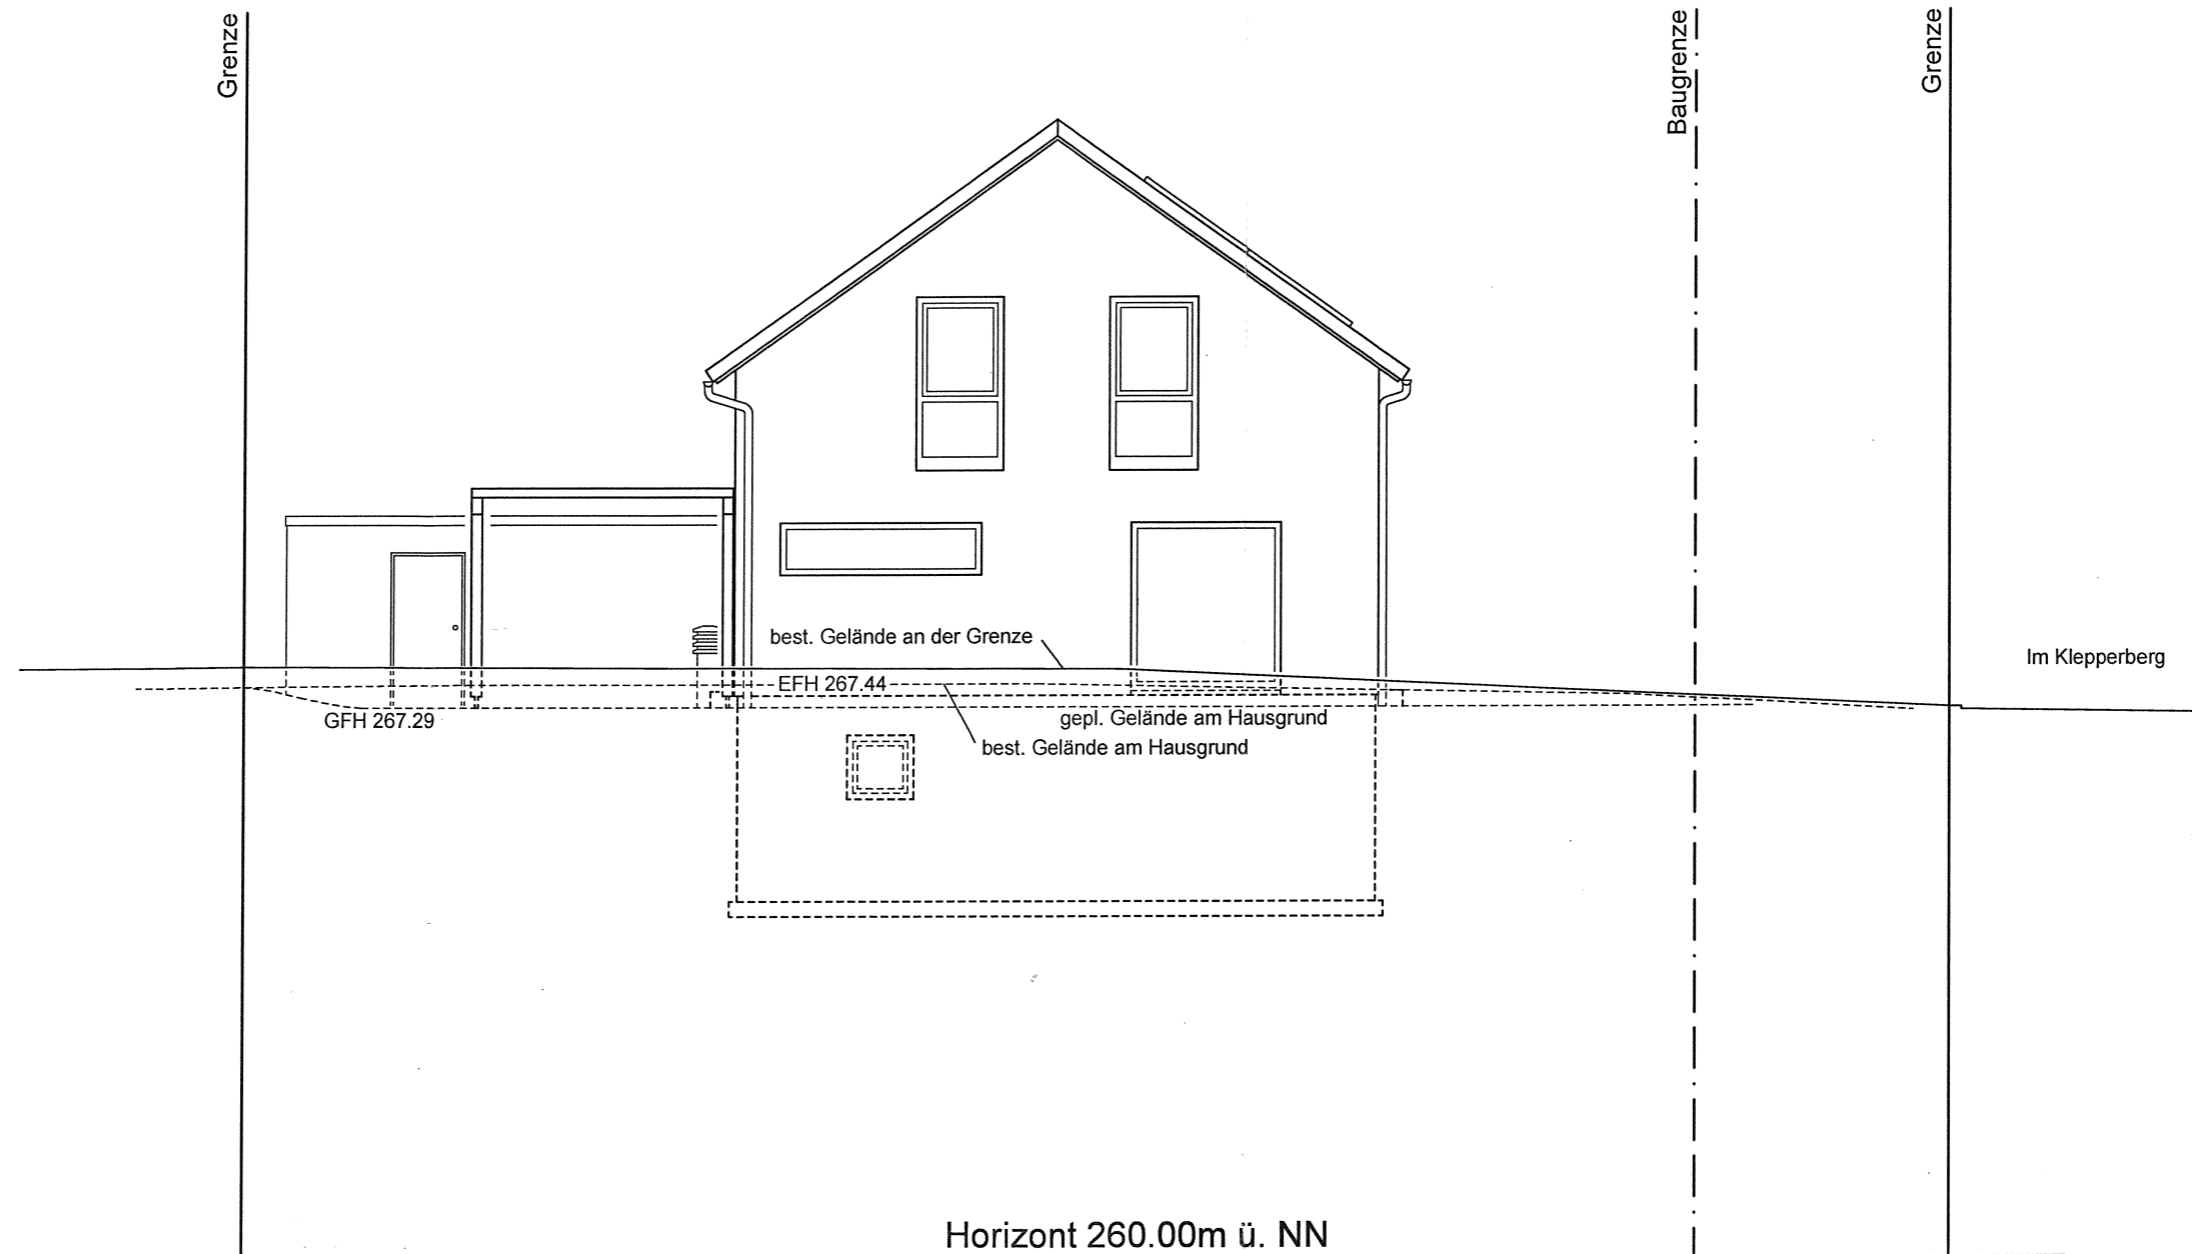 Grenze
Baugrenze
Grenze
best. Gelände an der Grenze
Im Klepperberg
EFH 267.44
GFH 267.29
gepl. Gelände am Hausgrund
best. Gelände am Hausgrund
Horizont 260.00m ü. NN